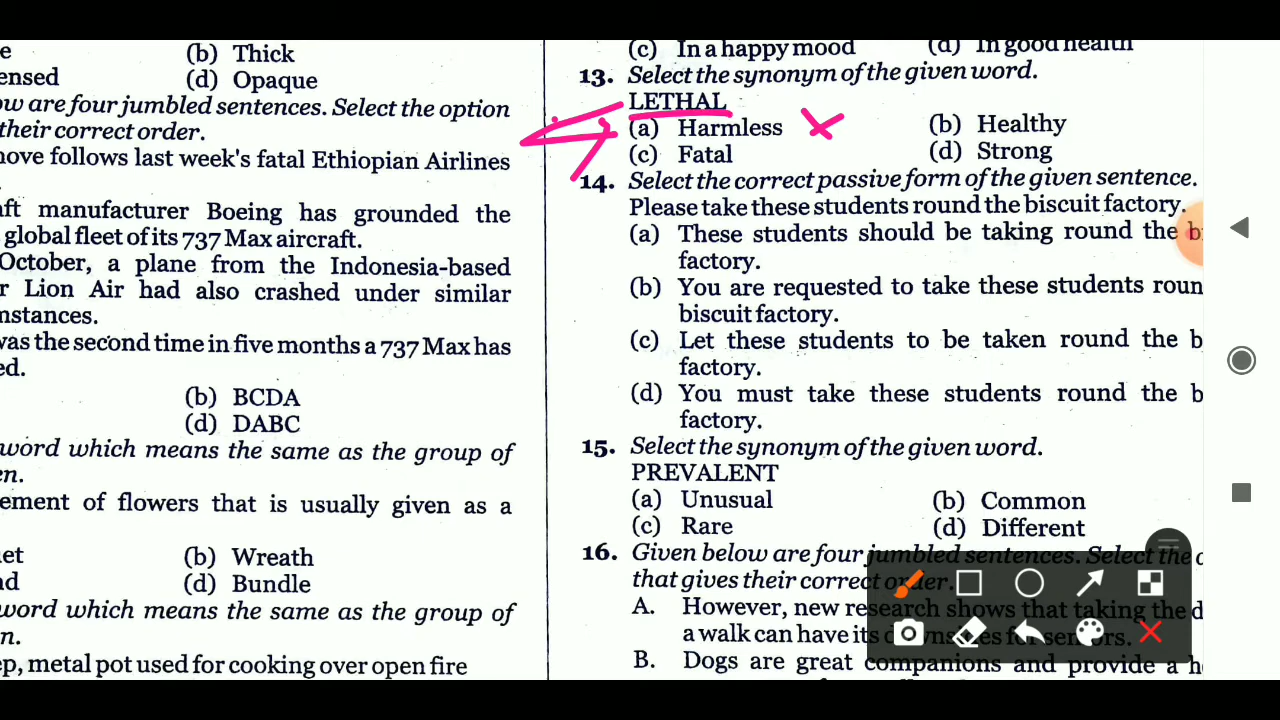 e
(b) Thick
ensed
(d) Opaque
ow are four jumbled sentences. Select the option
their correct order.
nove follows last week's fatal Ethiopian Airlines
.
aft manufacturer Boeing has grounded the
global fleet of its 737 Max aircraft.
October, a plane from the Indonesia-based
r Lion Air had also crashed under similar
mstances.
was the second time in five months a 737 Max has
ed.
(b) BCDA
(d) DABC
word which means the same as the group of
en.
ement of flowers that is usually given as a
et
(b) Wreath
nd
(d) Bundle
word which means the same as the group of
n.
ep, metal pot used for cooking over open fire
(c) In a happy mood (d) In good health
13. Select the synonym of the given word.
LETHAL
(a) Harmless (b) Healthy
(c) Fatal (d) Strong
14. Select the correct passive form of the given sentence.
Please take these students round the biscuit factory.
(a) These students should be taking round the b
factory.
(b) You are requested to take these students roun
biscuit factory.
(c) Let these students to be taken round the b
factory.
(d) You must take these students round the b
factory.
15. Select the synonym of the given word.
PREVALENT
(a) Unusual (b) Common
(c) Rare (d) Different
16. Given below are four jumbled sentences. Select the o
that gives their correct order.
A. However, new research shows that taking the d
a walk can have its downsides for seniors.
B. Dogs are great companions and provide a h